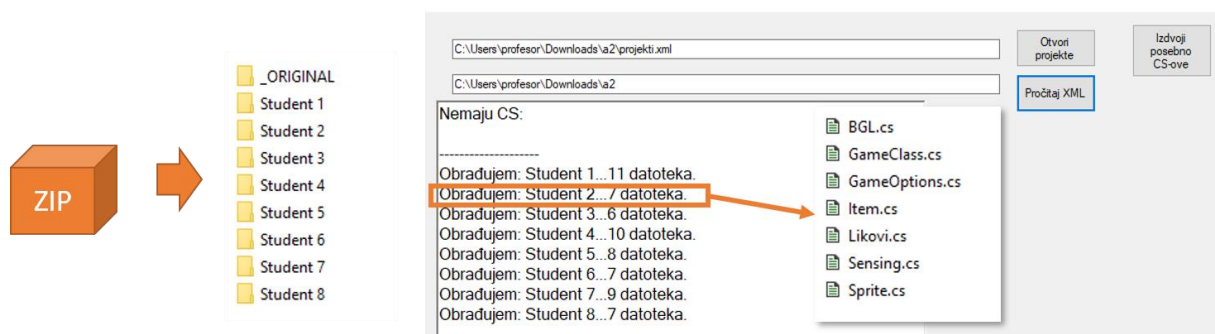 ZIP
_ORIGINAL
Student 1
Student 2
Student 3
Student 4
Student 5
Student 6
Student 7
Student 8
C:\Users\profesor\Downloads\a2\projekti.xml
C:\Users\profesor\Downloads\a2
Otvori
projekte
Pročitaj XML
Izdvoji
posebno
CS-ove
Nemaju CS:
--------------------
Obrađujem: Student 1...11 datoteka.
Obrađujem: Student 2...7 datoteka.
Obrađujem: Student 3...6 datoteka.
Obrađujem: Student 4...10 datoteka.
Obrađujem: Student 5...8 datoteka.
Obrađujem: Student 6...7 datoteka.
Obrađujem: Student 7...9 datoteka.
Obrađujem: Student 8...7 datoteka.
BGL.cs
GameClass.cs
GameOptions.cs
Item.cs
Likovi.cs
Sensing.cs
Sprite.cs